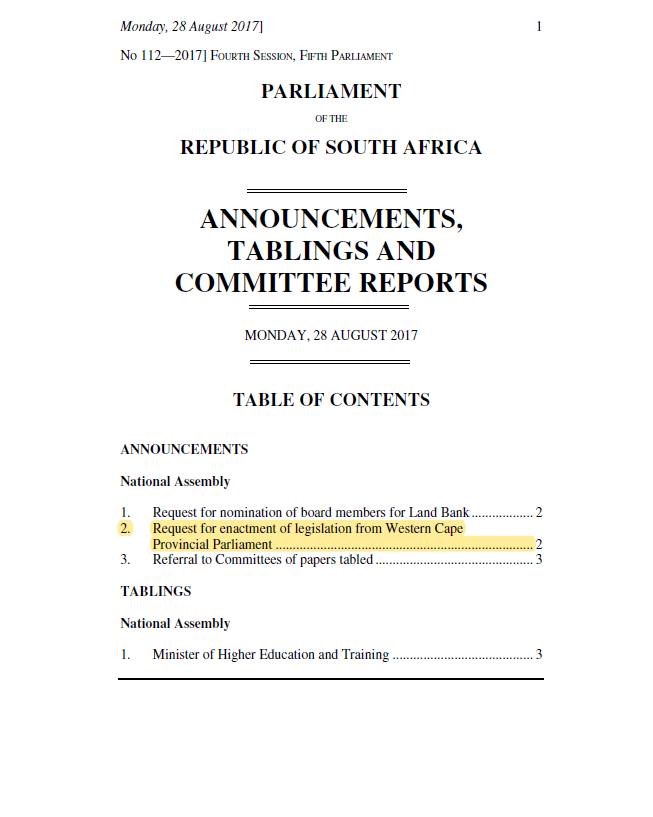 Monday, 28 August 2017] 1
No 112—2017] FOURTH SESSION, FIFTH PARLIAMENT
PARLIAMENT
OF THE
REPUBLIC OF SOUTH AFRICA
ANNOUNCEMENTS,
TABLINGS AND
COMMITTEE REPORTS
MONDAY, 28 AUGUST 2017
TABLE OF CONTENTS
ANNOUNCEMENTS
National Assembly
1. Request for nomination of board members for Land Bank .................. 2
2. Request for enactment of legislation from Western Cape
Provincial Parliament ........................................................................... 2
3. Referral to Committees of papers tabled .............................................. 3
TABLINGS
National Assembly
1. Minister of Higher Education and Training ......................................... 3